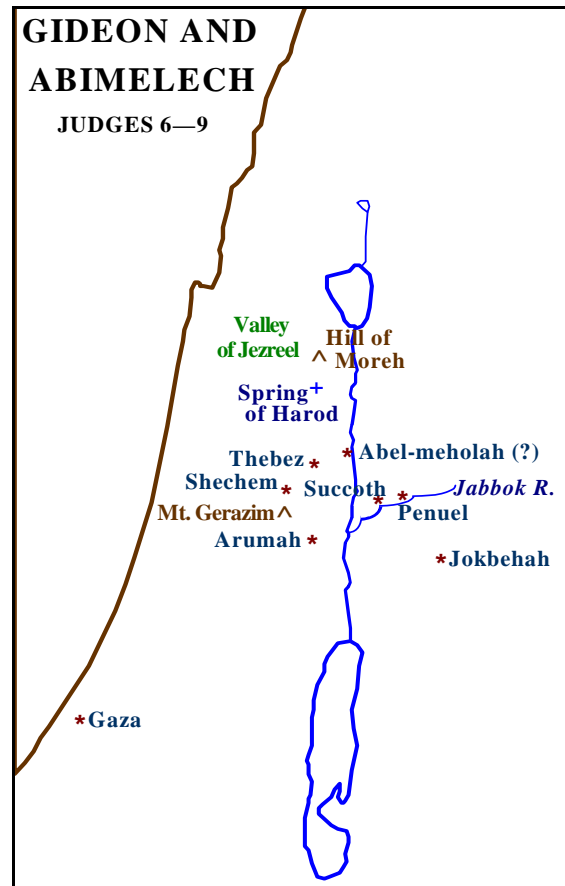 GIDEON AND
ABIMELECH
JUDGES 6—9
Valley
of Jezreel
Hill of
Moreh
Spring
of Harod
Abel-meholah (?)
Thebez
Shechem
Succoth
Jabbok R.
Penuel
Mt. Gerazim
Arumah
Jokbehah
Gaza